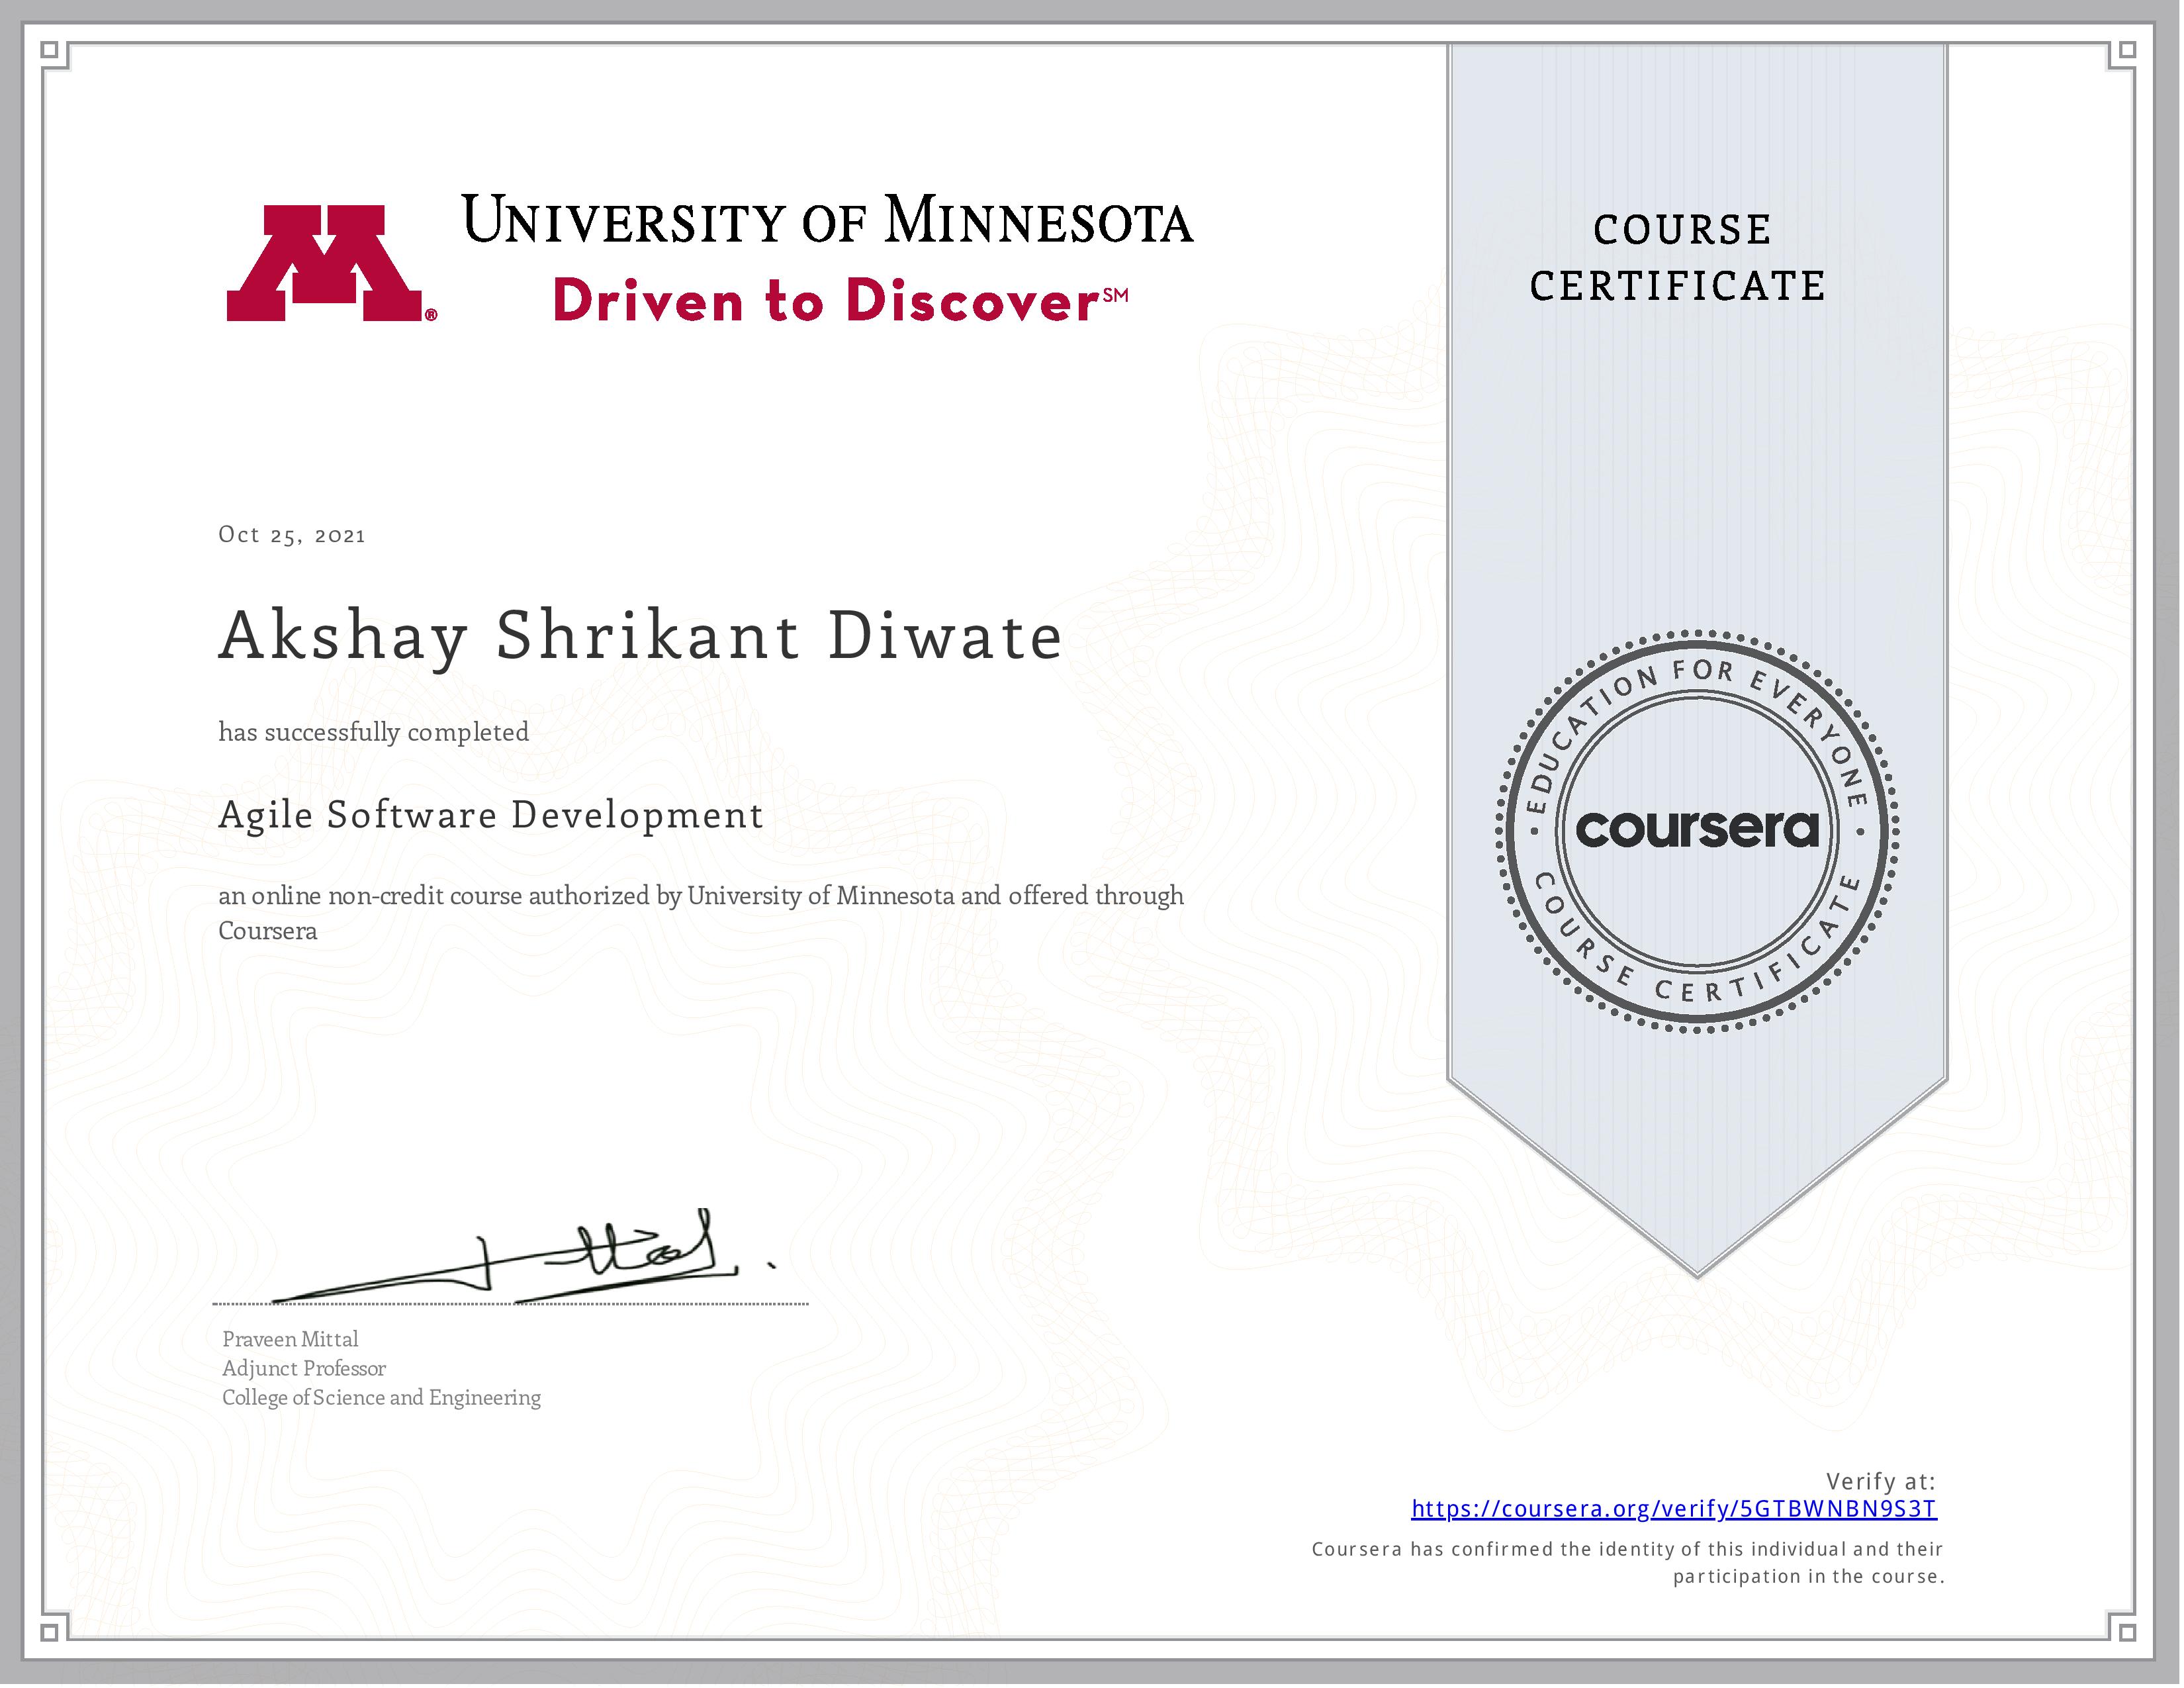 UNIVERSITY OF MINNESOTA
Driven to Discover℠
COURSE
CERTIFICATE
Oct 25, 2021
Akshay Shrikant Diwate
has successfully completed
Agile Software Development
an online non-credit course authorized by University of Minnesota and offered through
Coursera
EDUCATION FOR EVERYONE
coursera
COURSE CERTIFICATE
Praveen Mittal
Adjunct Professor
College of Science and Engineering
Verify at:
https://coursera.org/verify/5GTBWNBN9S3T
Coursera has confirmed the identity of this individual and their
participation in the course.